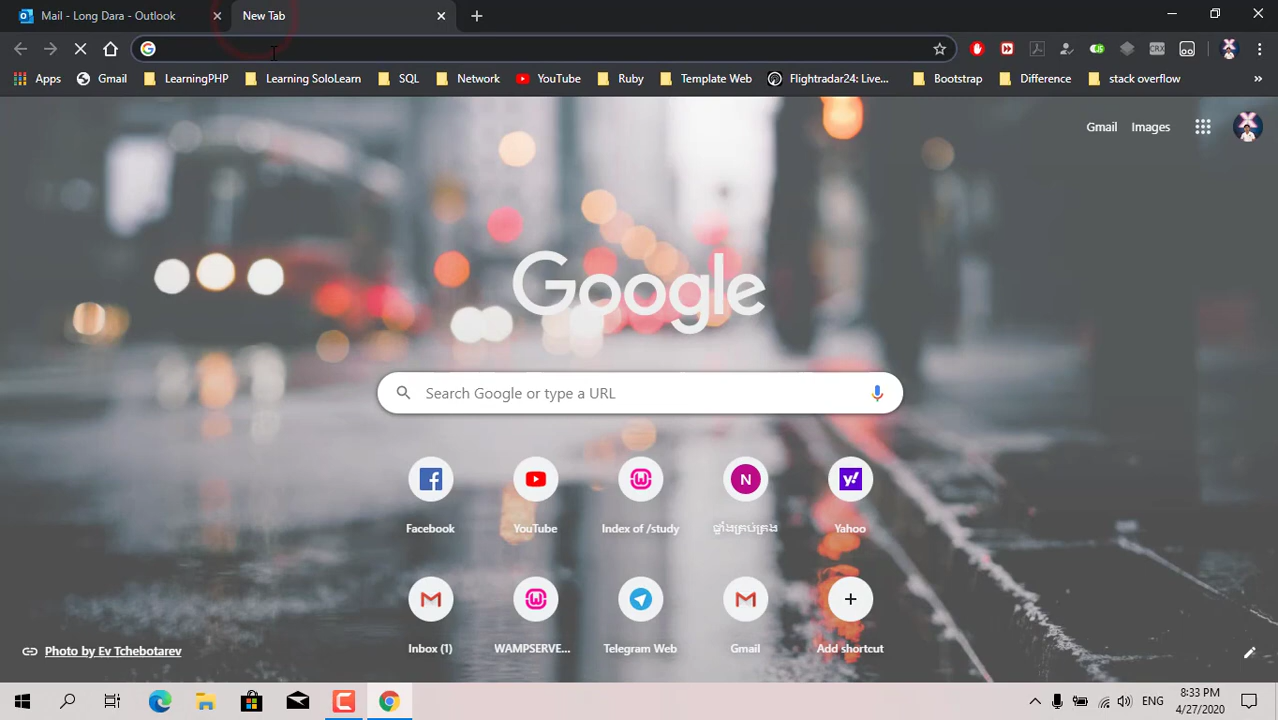 Mail - Long Dara - Outlook
New Tab
Apps
Gmail
LearningPHP
Learning SoloLearn
SQL
Network
YouTube
Ruby
Template Web
Flightradar24: Live...
Bootstrap
Difference
stack overflow
»
Gmail
Images
Google
Search Google or type a URL
Facebook
YouTube
Index of /study
N
Yahoo
Inbox (1)
WAMPSERVE...
Telegram Web
Gmail
Add shortcut
Photo by Ev Tchebotarev
ENG
8:33 PM
4/27/2020